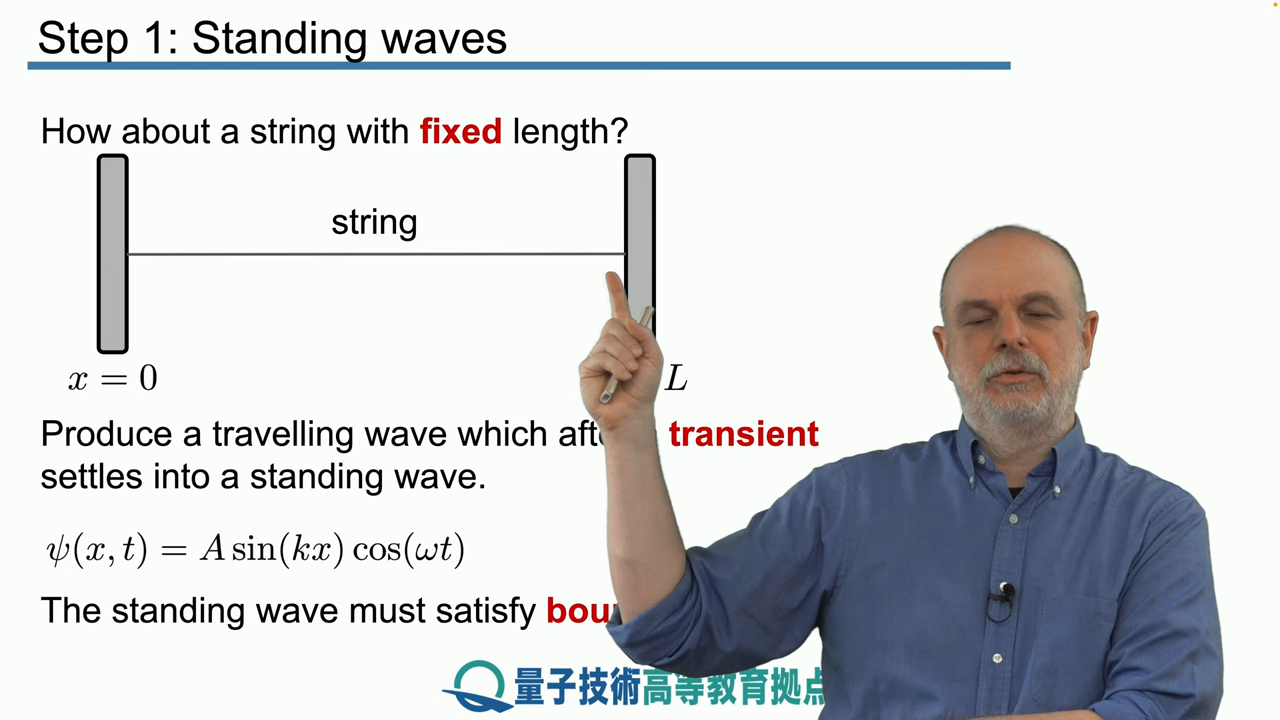 Step 1: Standing waves
How about a string with fixed length?
string
x = 0
L
Produce a travelling wave which transient
settles into a standing wave.
ψ(x, t) = A sin(kx) cos(ωt)
The standing wave must satisfy
量子技術高等教育拠点